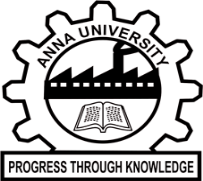 ANNA UNIVERSITY
PROGRESS THROUGH KNOWLEDGE